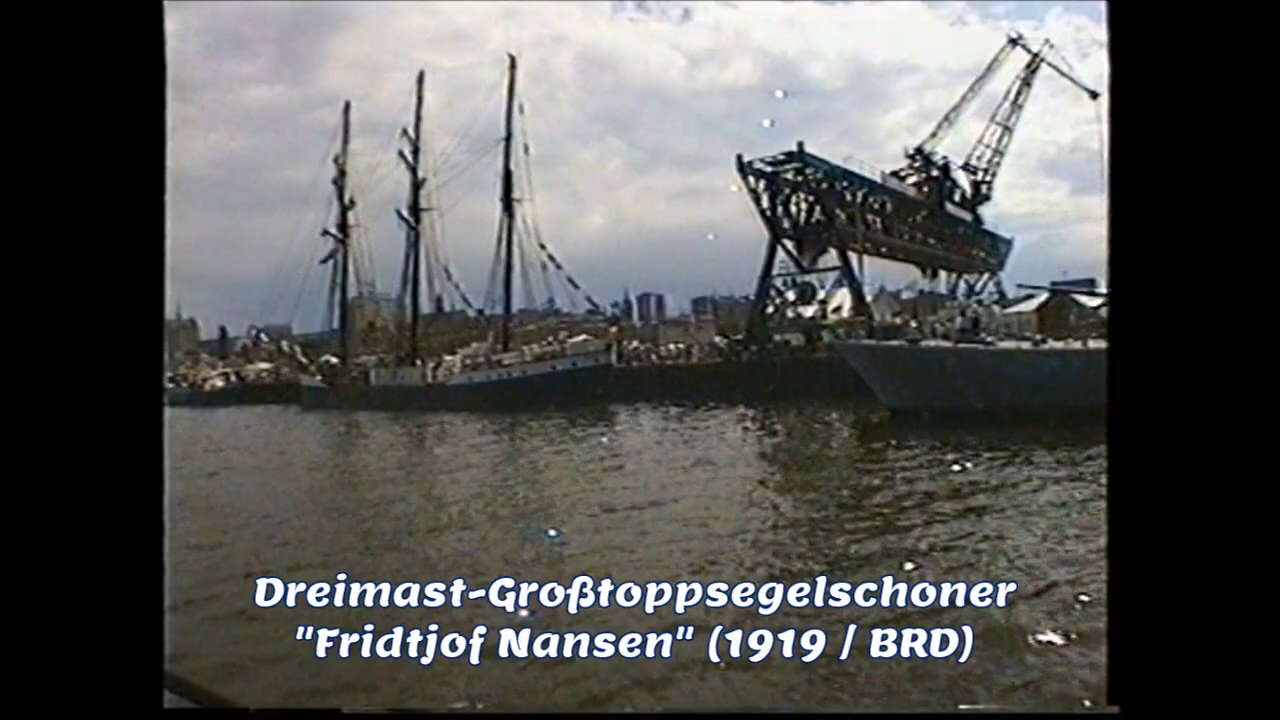 Dreimast-Großtoppsegelschoner
"Fridtjof Nansen" (1919 / BRD)